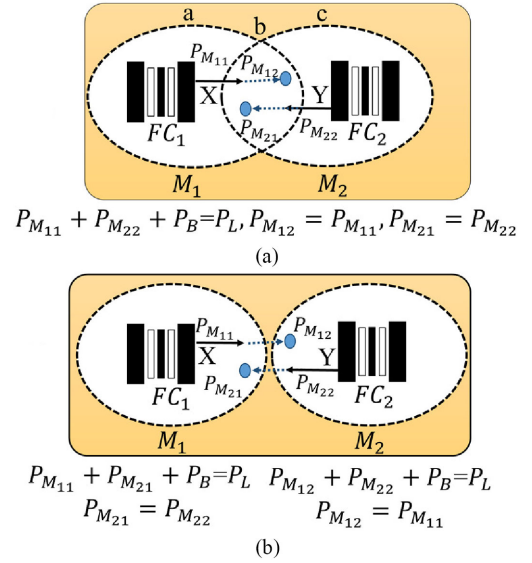 a b c
P_{M_{11}} P_{M_{12}}
X Y
FC_1 P_{M_{21}} P_{M_{22}} FC_2
M_1 M_2
P_{M_{11}} + P_{M_{22}} + P_B=P_L, P_{M_{12}} = P_{M_{11}}, P_{M_{21}} = P_{M_{22}}
(a)
P_{M_{11}} P_{M_{12}}
X Y
FC_1 P_{M_{21}} P_{M_{22}} FC_2
M_1 M_2
P_{M_{11}} + P_{M_{21}} + P_B=P_L P_{M_{12}} + P_{M_{22}} + P_B=P_L
P_{M_{21}} = P_{M_{22}} P_{M_{12}} = P_{M_{11}}
(b)